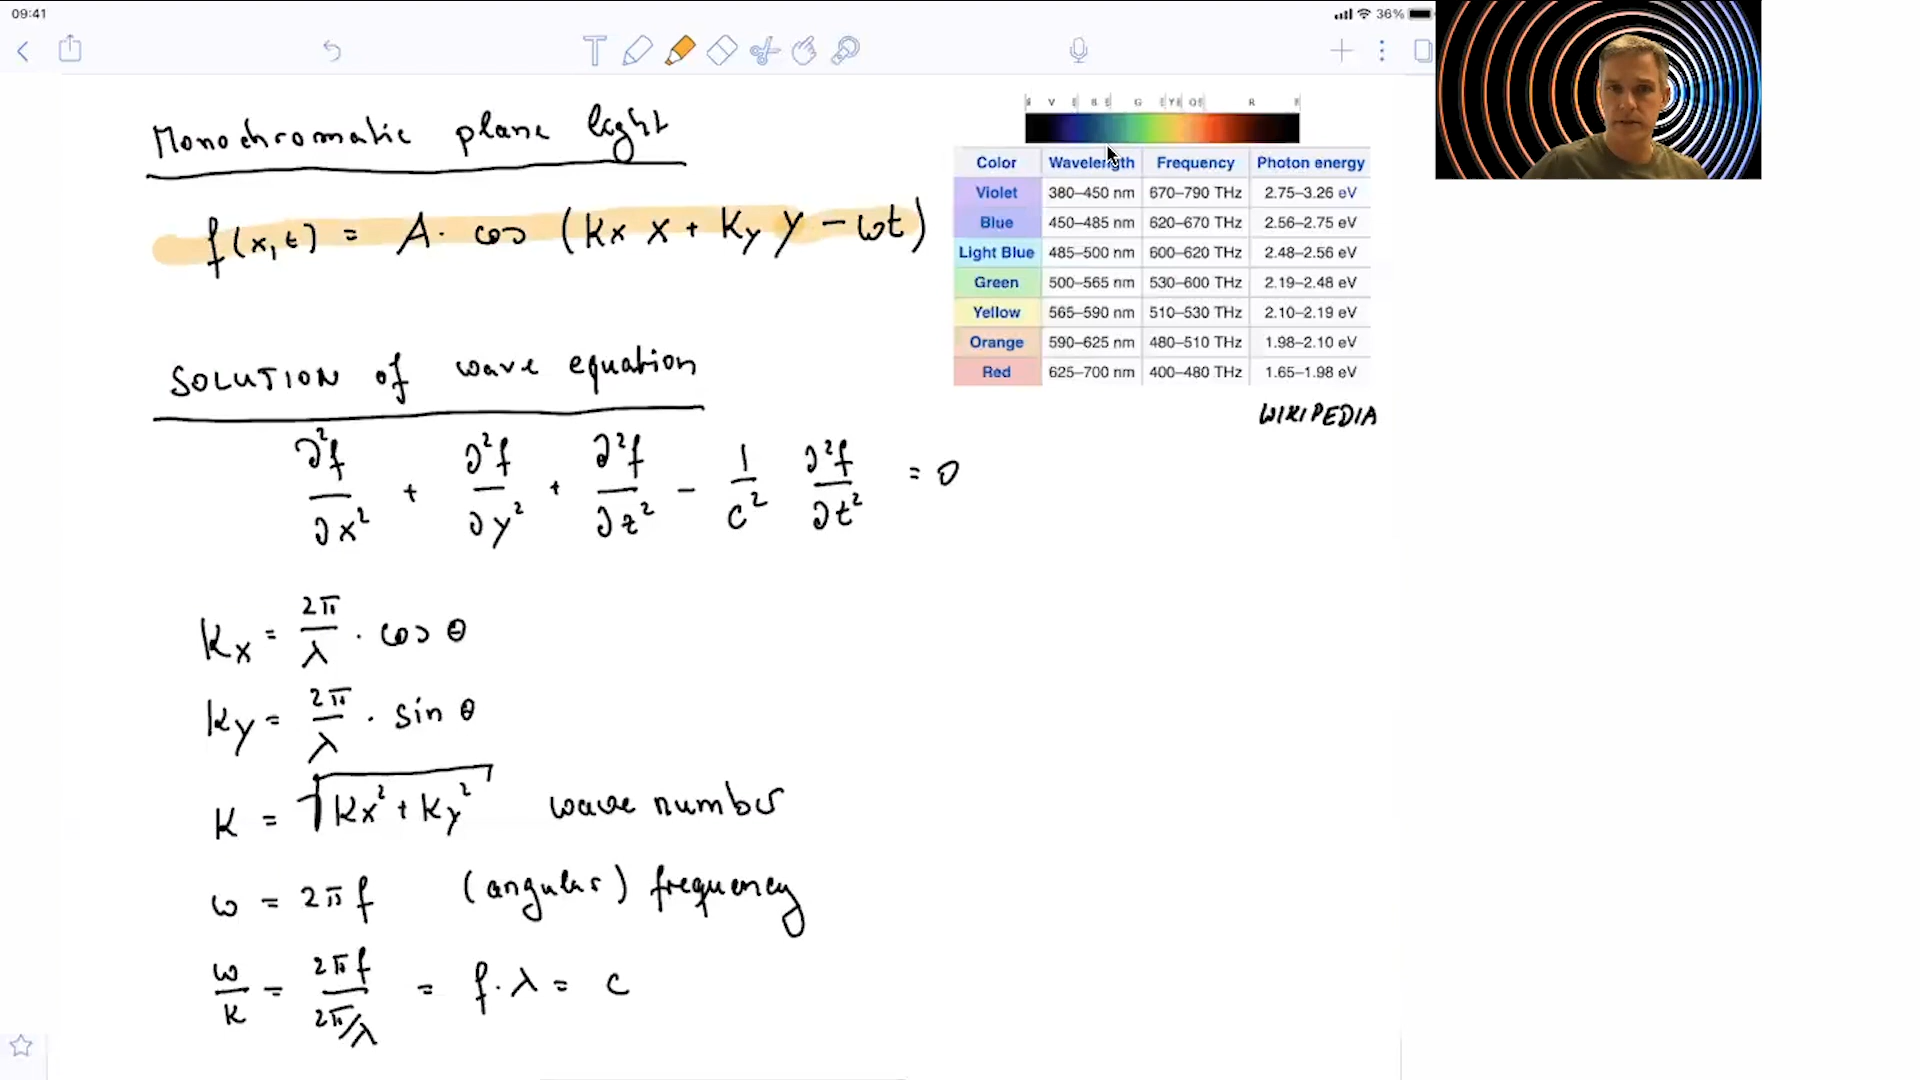 09:41
36%
Monochromatic plane light
f(x,t) = A · cos (kx x + ky y - ωt)
V B G Y O R
Color Wavelength Frequency Photon energy
Violet 380–450 nm 670–790 THz 2.75–3.26 eV
Blue 450–485 nm 620–670 THz 2.56–2.75 eV
Light Blue 485–500 nm 600–620 THz 2.48–2.56 eV
Green 500–565 nm 530–600 THz 2.19–2.48 eV
Yellow 565–590 nm 510–530 THz 2.10–2.19 eV
Orange 590–625 nm 480–510 THz 1.98–2.10 eV
Red 625–700 nm 400–480 THz 1.65–1.98 eV
WIKIPEDIA
SOLUTION of wave equation
∂²f/∂x² + ∂²f/∂y² + ∂²f/∂z² - 1/c² ∂²f/∂t² = 0
kx = 2π/λ · cos θ
ky = 2π/λ · sin θ
k = √(kx² + ky²) wave number
ω = 2πf (angular) frequency
ω/k = 2πf / 2π/λ = f·λ = c